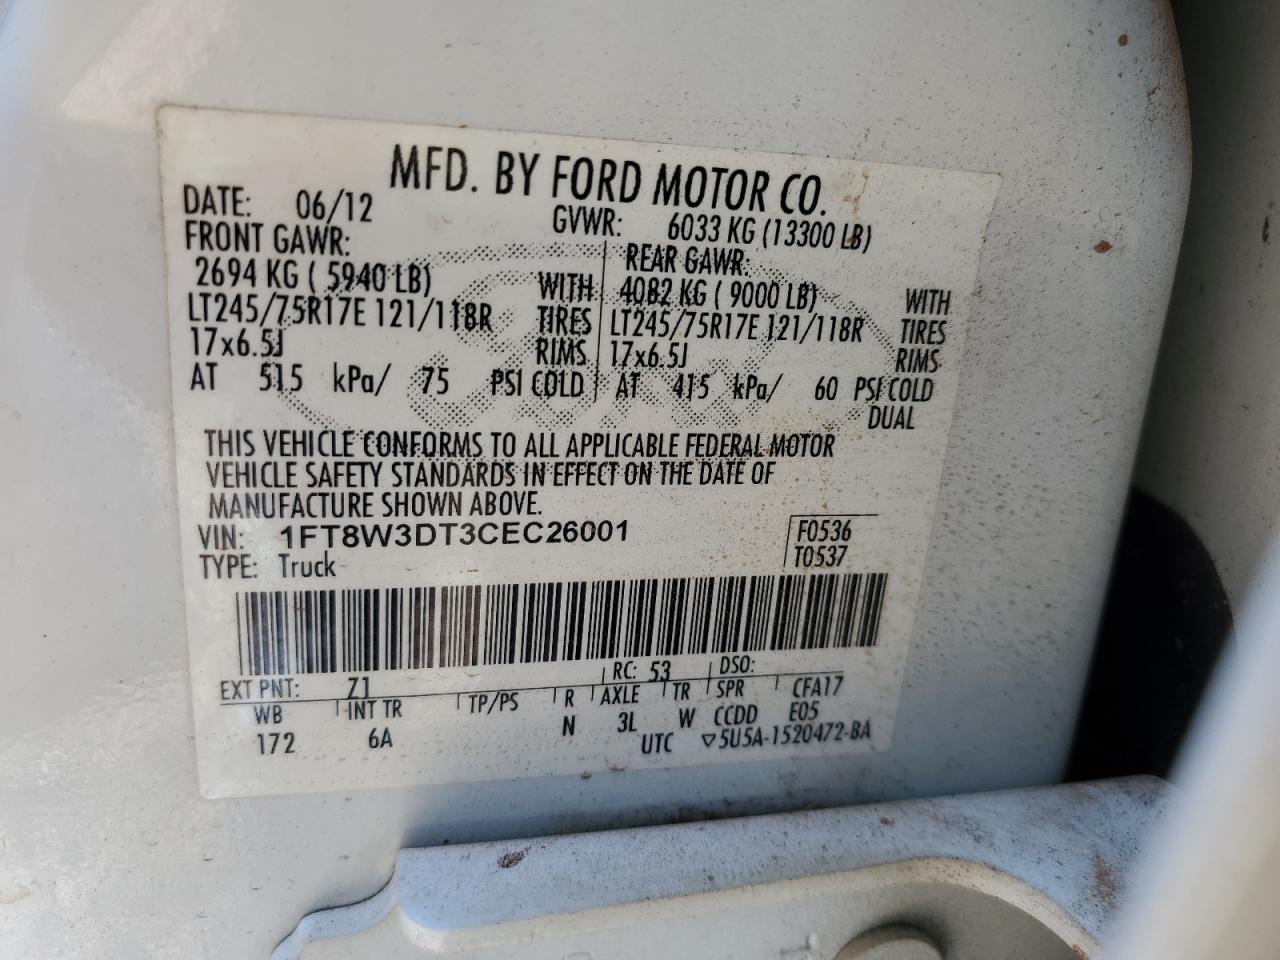 MFD. BY FORD MOTOR CO.
DATE: 06/12 GVWR: 6033 KG (13300 LB)
FRONT GAWR: REAR GAWR:
2694 KG ( 5940 LB) WITH 4082 KG ( 9000 LB) WITH
LT245/75R17E 121/118R TIRES LT245/75R17E 121/118R TIRES
17x6.5J RIMS 17x6.5J RIMS
AT 515 kPa/ 75 PSI COLD AT 415 kPa/ 60 PSI COLD
DUAL
THIS VEHICLE CONFORMS TO ALL APPLICABLE FEDERAL MOTOR
VEHICLE SAFETY STANDARDS IN EFFECT ON THE DATE OF
MANUFACTURE SHOWN ABOVE.
VIN: 1FT8W3DT3CEC26001 F0536
TYPE: Truck T0537
EXT PNT: Z1 RC: 53 DSO:
WB INT TR TP/PS R AXLE TR SPR CFA17
172 6A N 3L W CCDD E05
UTC ▽5U5A-1520472-BA